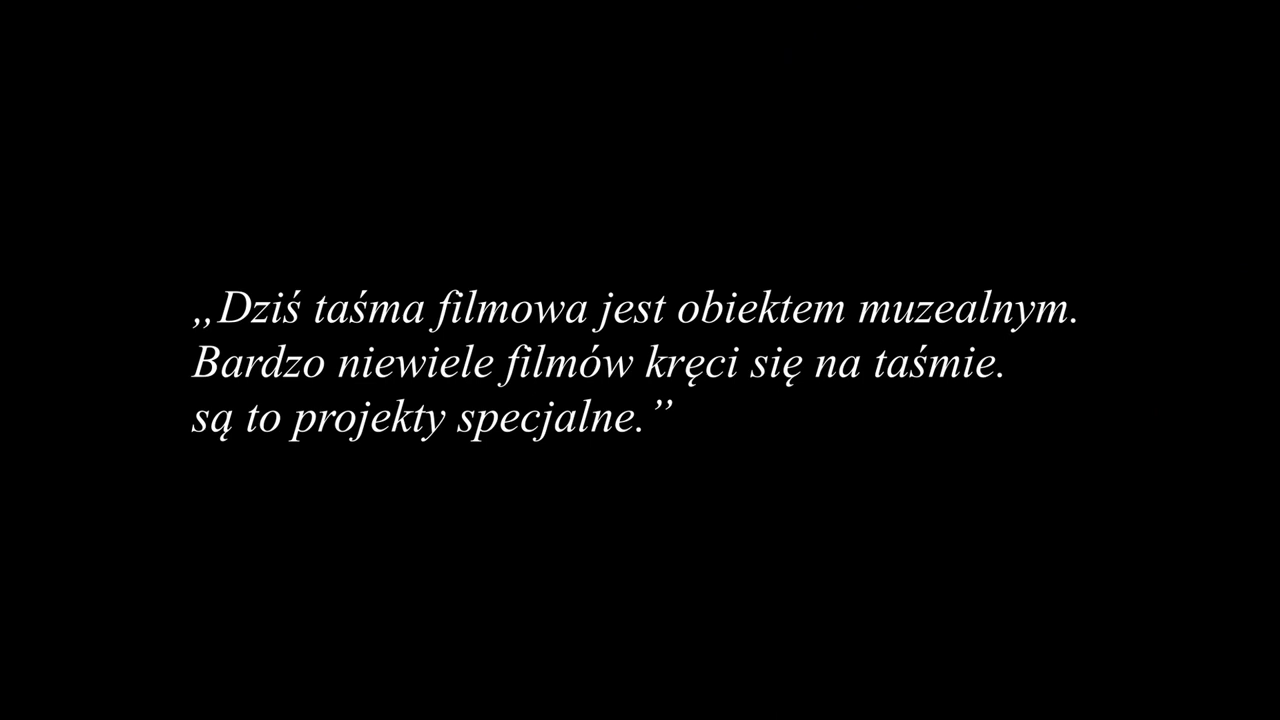 „Dziś taśma filmowa jest obiektem muzealnym.
Bardzo niewiele filmów kręci się na taśmie.
są to projekty specjalne.”